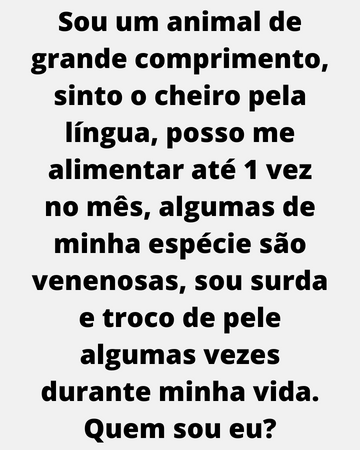 Sou um animal de
grande comprimento,
sinto o cheiro pela
língua, posso me
alimentar até 1 vez
no mês, algumas de
minha espécie são
venenosas, sou surda
e troco de pele
algumas vezes
durante minha vida.
Quem sou eu?